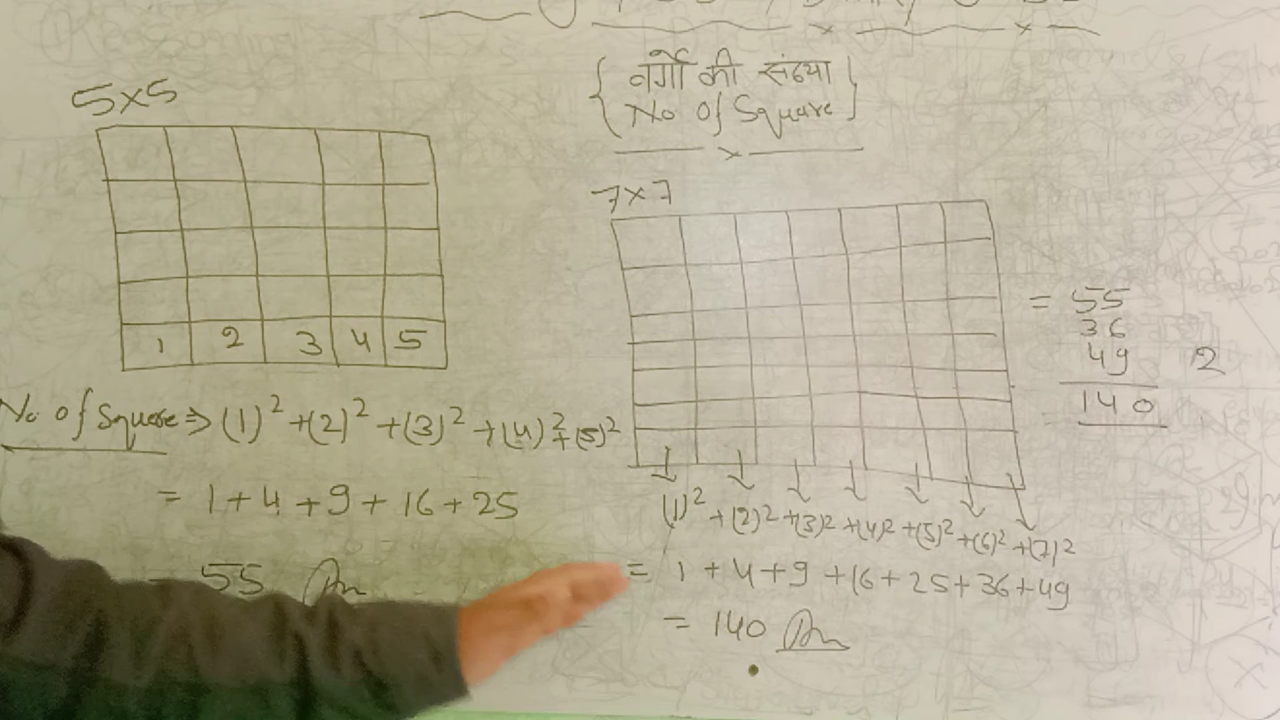 5×5
1 2 3 4 5
No of Square ⇒ (1)² +(2)² +(3)² +(4)² +(5)²
= 1 + 4 + 9 + 16 + 25
55 Ans
{ वर्गो की संख्या }
{ No Of Square }
7×7
(1)² +(2)² +(3)² +(4)² +(5)² +(6)² +(7)²
= 1 + 4 + 9 + 16 + 25 + 36 + 49
= 140 Ans
= 55
36
49 2
140